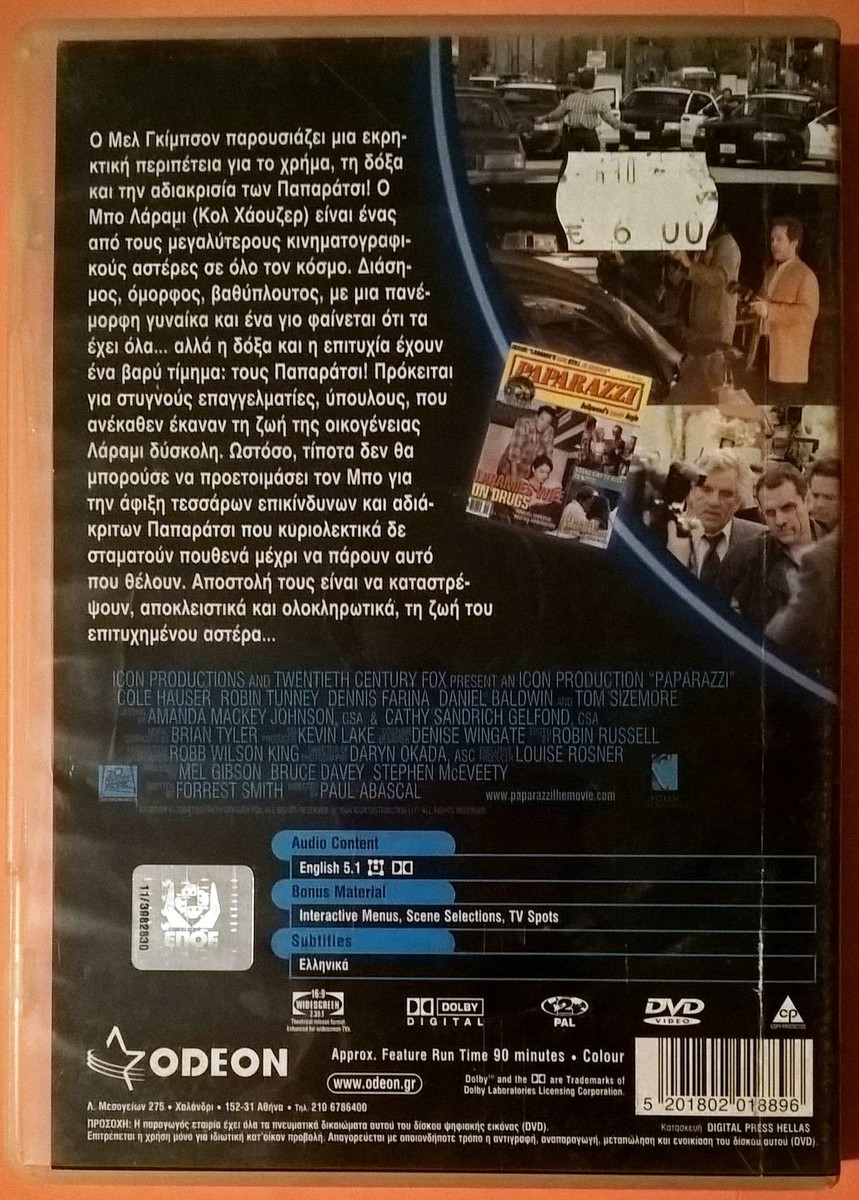 Ο Μελ Γκίμπσον παρουσιάζει μια εκρη-
κτική περιπέτεια για το χρήμα, τη δόξα
και την αδιακρισία των Παπαράτσι! Ο
Μπο Λάραμι (Κολ Χάουζερ) είναι ένας
από τους μεγαλύτερους κινηματογραφι-
κούς αστέρες σε όλο τον κόσμο. Διάση-
μος, όμορφος, βαθύπλουτος, με μια πανέ-
μορφη γυναίκα και ένα γιο φαίνεται ότι τα
έχει όλα... αλλά η δόξα και η επιτυχία έχουν
ένα βαρύ τίμημα: τους Παπαράτσι! Πρόκειται
για στυγνούς επαγγελματίες, ύπουλους, που
ανέκαθεν έκαναν τη ζωή της οικογένειας
Λάραμι δύσκολη. Ωστόσο, τίποτα δεν θα
μπορούσε να προετοιμάσει τον Μπο για
την άφιξη τεσσάρων επικίνδυνων και αδιά-
κριτων Παπαράτσι που κυριολεκτικά δε
σταματούν πουθενά μέχρι να πάρουν αυτό
που θέλουν. Αποστολή τους είναι να καταστρέ-
ψουν, αποκλειστικά και ολοκληρωτικά, τη ζωή του
επιτυχημένου αστέρα...
€ 6 00
PAPARAZZI
ON DRUGS
ICON PRODUCTIONS AND TWENTIETH CENTURY FOX PRESENT AN ICON PRODUCTION "PAPARAZZI"
COLE HAUSER ROBIN TUNNEY DENNIS FARINA DANIEL BALDWIN AND TOM SIZEMORE
AMANDA MACKEY JOHNSON, CSA & CATHY SANDRICH GELFOND, CSA
BRIAN TYLER KEVIN LAKE DENISE WINGATE ROBIN RUSSELL
ROBB WILSON KING DARYN OKADA, ASC LOUISE ROSNER
MEL GIBSON BRUCE DAVEY STEPHEN McEVEETY
FORREST SMITH PAUL ABASCAL
www.paparazzithemovie.com
Audio Content
English 5.1
Bonus Material
Interactive Menus, Scene Selections, TV Spots
Subtitles
Ελληνικά
11/3982830
ΕΠΟΕ
16:9
WIDESCREEN
2.35:1
Theatrical release format
Enhanced for widescreen TVs
DOLBY
DIGITAL
2
PAL
DVD
VIDEO
CP
COPY PROTECTED
ODEON
Approx. Feature Run Time 90 minutes • Colour
www.odeon.gr
Dolby™ and the are Trademarks of
Dolby Laboratories Licensing Corporation.
5 201802 018896
Λ. Μεσογείων 275 • Χαλάνδρι • 152-31 Αθήνα • Τηλ. 210 6786400
ΠΡΟΣΟΧΗ: Η παραγωγός εταιρία έχει όλα τα πνευματικά δικαιώματα αυτού του δίσκου ψηφιακής εικόνας (DVD).
Κατασκευή DIGITAL PRESS HELLAS
Επιτρέπεται η χρήση μόνο για ιδιωτική κατ'οίκον προβολή. Απαγορεύεται με οποιονδήποτε τρόπο η αντιγραφή, αναπαραγωγή, μεταπώληση και ενοικίαση του δίσκου αυτού (DVD).